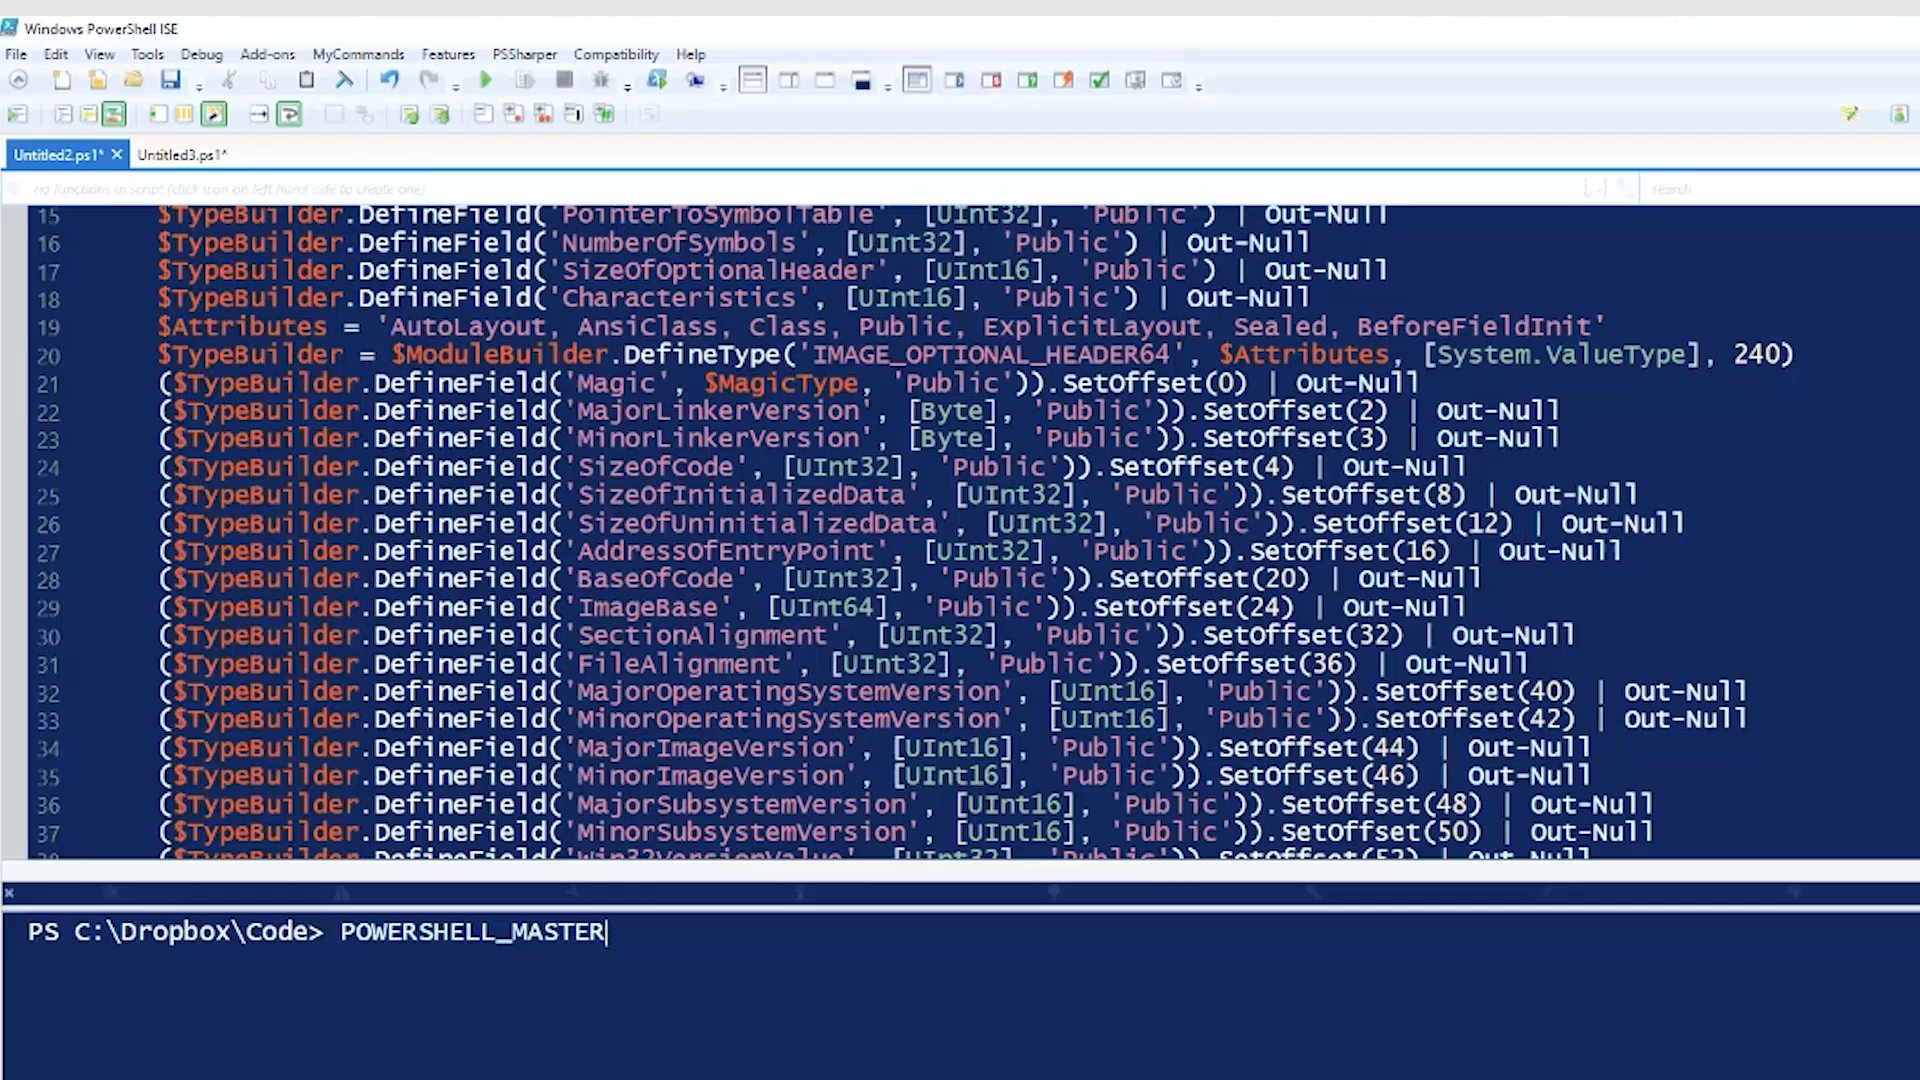 Windows PowerShell ISE
File Edit View Tools Debug Add-ons MyCommands Features PSSharper Compatibility Help
Untitled2.ps1* Untitled3.ps1*
no functions in script (click icon on left hand side to create one) search
15 $TypeBuilder.DefineField('PointerToSymbolTable', [UInt32], 'Public') | Out-Null
16 $TypeBuilder.DefineField('NumberOfSymbols', [UInt32], 'Public') | Out-Null
17 $TypeBuilder.DefineField('SizeOfOptionalHeader', [UInt16], 'Public') | Out-Null
18 $TypeBuilder.DefineField('Characteristics', [UInt16], 'Public') | Out-Null
19 $Attributes = 'AutoLayout, AnsiClass, Class, Public, ExplicitLayout, Sealed, BeforeFieldInit'
20 $TypeBuilder = $ModuleBuilder.DefineType('IMAGE_OPTIONAL_HEADER64', $Attributes, [System.ValueType], 240)
21 ($TypeBuilder.DefineField('Magic', $MagicType, 'Public')).SetOffset(0) | Out-Null
22 ($TypeBuilder.DefineField('MajorLinkerVersion', [Byte], 'Public')).SetOffset(2) | Out-Null
23 ($TypeBuilder.DefineField('MinorLinkerVersion', [Byte], 'Public')).SetOffset(3) | Out-Null
24 ($TypeBuilder.DefineField('SizeOfCode', [UInt32], 'Public')).SetOffset(4) | Out-Null
25 ($TypeBuilder.DefineField('SizeOfInitializedData', [UInt32], 'Public')).SetOffset(8) | Out-Null
26 ($TypeBuilder.DefineField('SizeOfUninitializedData', [UInt32], 'Public')).SetOffset(12) | Out-Null
27 ($TypeBuilder.DefineField('AddressOfEntryPoint', [UInt32], 'Public')).SetOffset(16) | Out-Null
28 ($TypeBuilder.DefineField('BaseOfCode', [UInt32], 'Public')).SetOffset(20) | Out-Null
29 ($TypeBuilder.DefineField('ImageBase', [UInt64], 'Public')).SetOffset(24) | Out-Null
30 ($TypeBuilder.DefineField('SectionAlignment', [UInt32], 'Public')).SetOffset(32) | Out-Null
31 ($TypeBuilder.DefineField('FileAlignment', [UInt32], 'Public')).SetOffset(36) | Out-Null
32 ($TypeBuilder.DefineField('MajorOperatingSystemVersion', [UInt16], 'Public')).SetOffset(40) | Out-Null
33 ($TypeBuilder.DefineField('MinorOperatingSystemVersion', [UInt16], 'Public')).SetOffset(42) | Out-Null
34 ($TypeBuilder.DefineField('MajorImageVersion', [UInt16], 'Public')).SetOffset(44) | Out-Null
35 ($TypeBuilder.DefineField('MinorImageVersion', [UInt16], 'Public')).SetOffset(46) | Out-Null
36 ($TypeBuilder.DefineField('MajorSubsystemVersion', [UInt16], 'Public')).SetOffset(48) | Out-Null
37 ($TypeBuilder.DefineField('MinorSubsystemVersion', [UInt16], 'Public')).SetOffset(50) | Out-Null
38 ($TypeBuilder.DefineField('Win32VersionValue', [UInt32], 'Public')).SetOffset(52) | Out-Null
PS C:\Dropbox\Code> POWERSHELL_MASTER